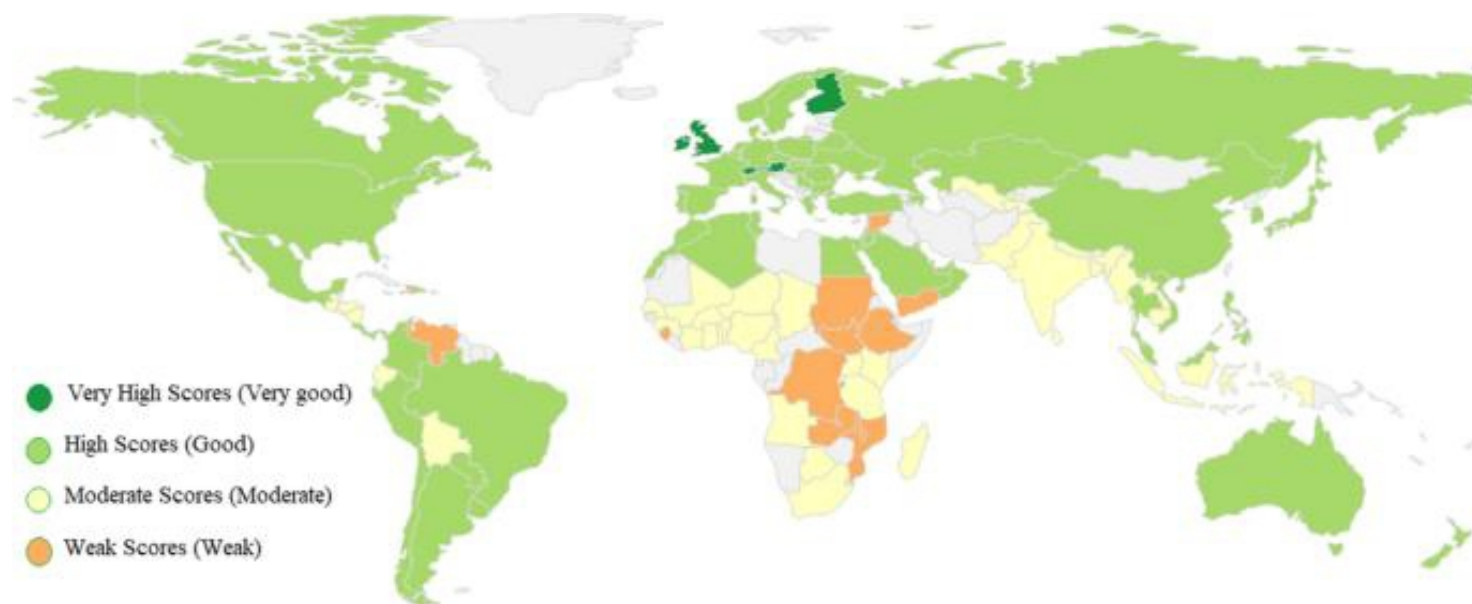 Very High Scores (Very good)
High Scores (Good)
Moderate Scores (Moderate)
Weak Scores (Weak)